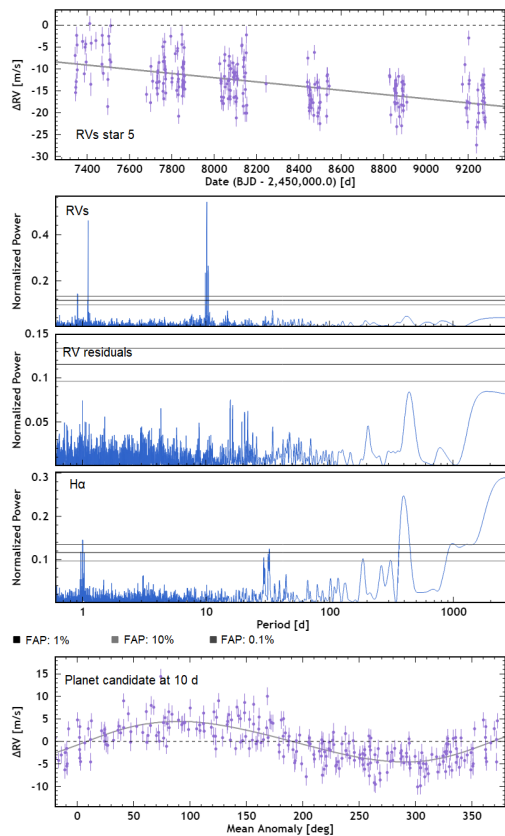 0
-5
-10
-15
-20
-25
-30
ΔRV [m/s]
RVs star 5
7400 7600 7800 8000 8200 8400 8600 8800 9000 9200
Date (BJD - 2,450,000.0) [d]
RVs
0.4
0.2
Normalized Power
RV residuals
0.15
0.1
0.05
Normalized Power
Hα
0.3
0.2
0.1
Normalized Power
1 10 100 1000
Period [d]
FAP: 1% FAP: 10% FAP: 0.1%
Planet candidate at 10 d
15
10
5
0
-5
-10
ΔRV [m/s]
0 50 100 150 200 250 300 350
Mean Anomaly [deg]